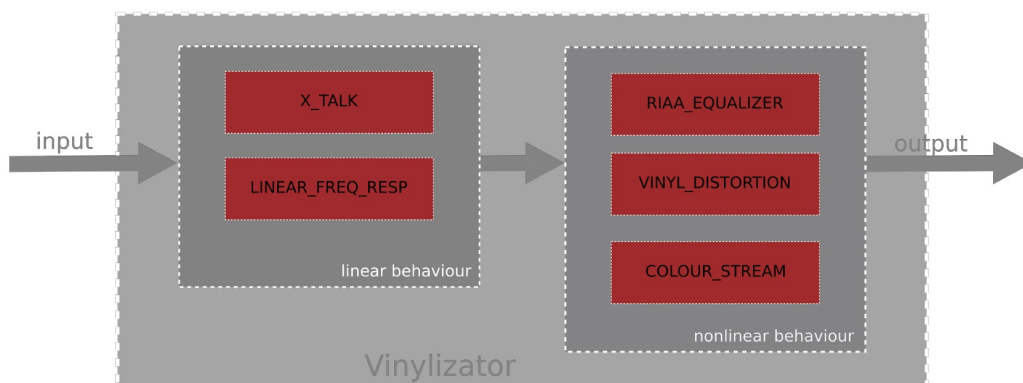 input
X_TALK
LINEAR_FREQ_RESP
linear behaviour
RIAA_EQUALIZER
VINYL_DISTORTION
COLOUR_STREAM
nonlinear behaviour
output
Vinylizator